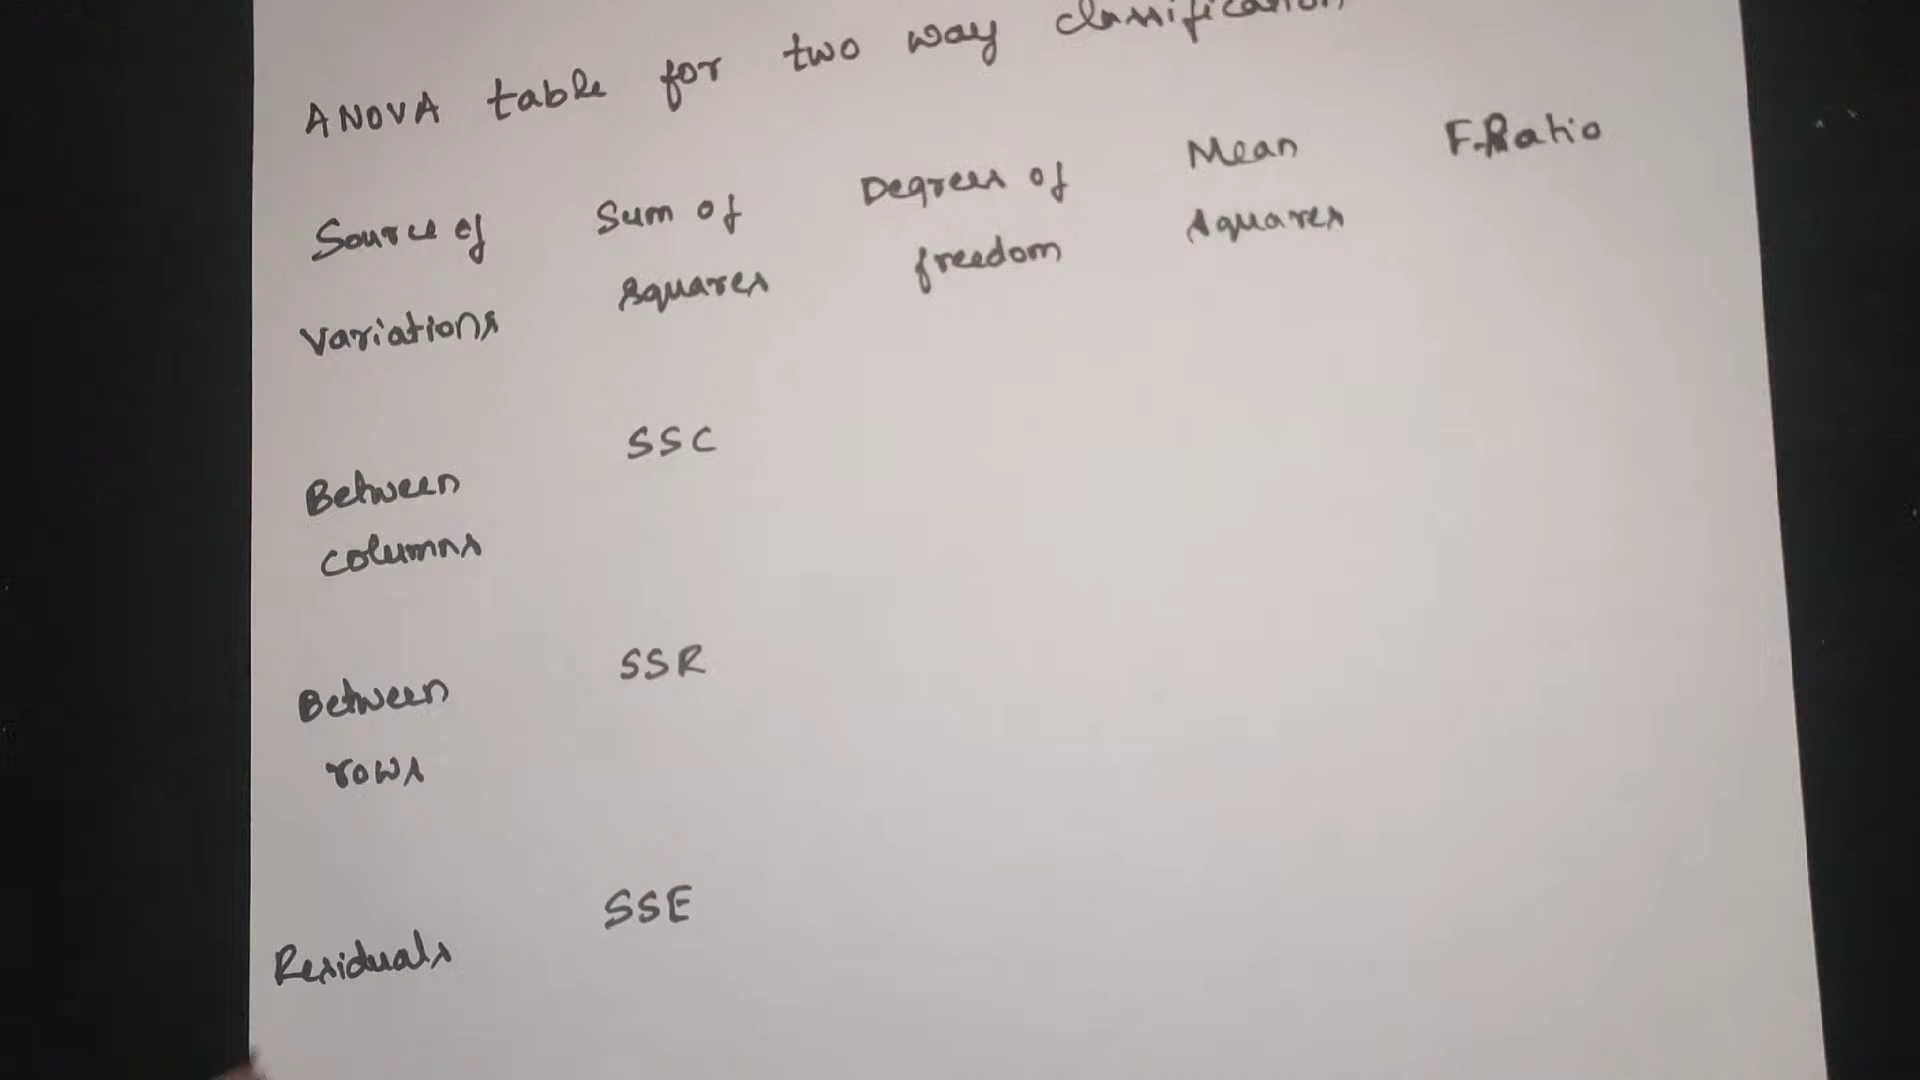 ANOVA table for two way classification
Source of variations
Sum of squares
Degrees of freedom
Mean squares
F-Ratio
Between columns
SSC
Between rows
SSR
Residuals
SSE